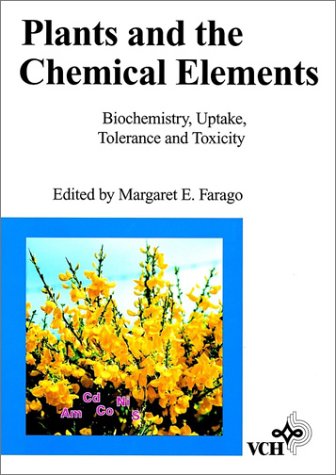 Plants and the
Chemical Elements
Biochemistry, Uptake,
Tolerance and Toxicity
Edited by Margaret E. Farago
Cd Ni
Am Co S
VCH